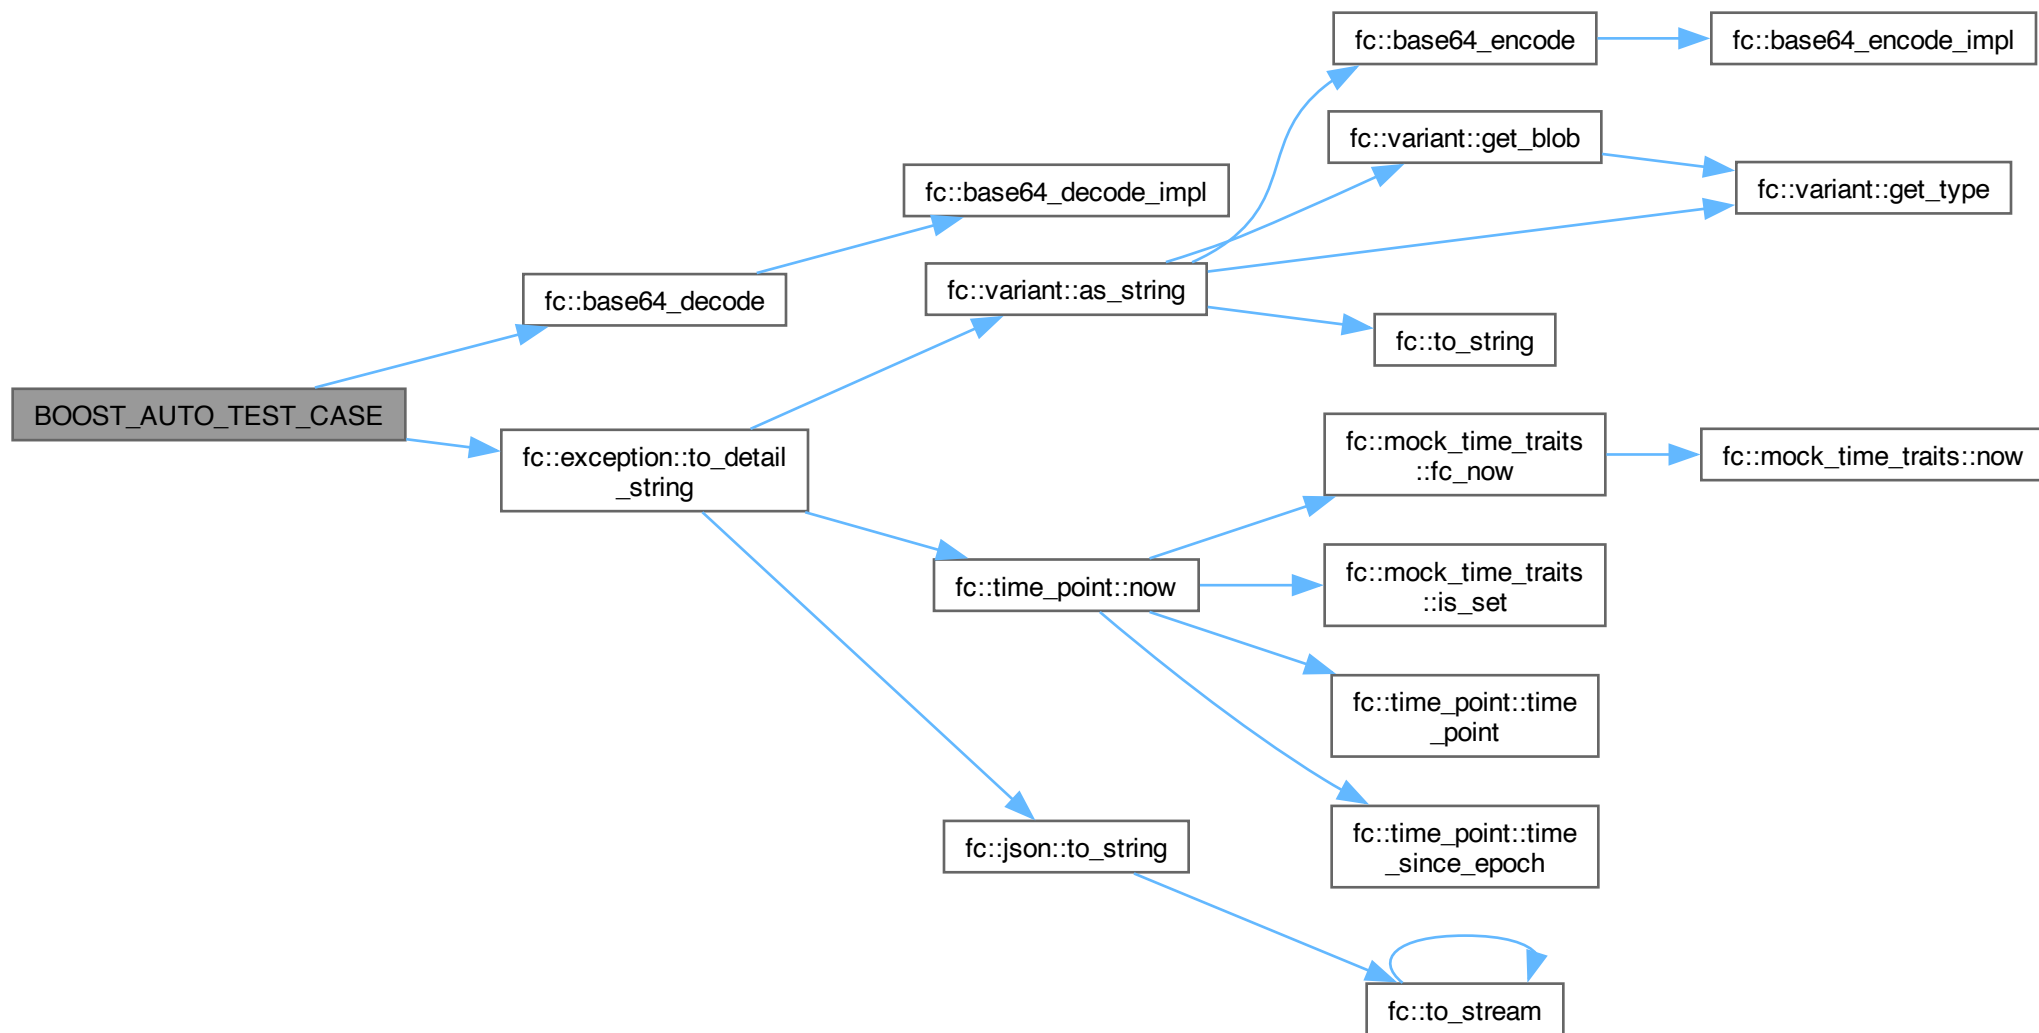 fc::base64_encode
fc::base64_encode_impl
fc::variant::get_blob
fc::base64_decode_impl
fc::variant::get_type
fc::variant::as_string
fc::base64_decode
fc::to_string
BOOST_AUTO_TEST_CASE
fc::exception::to_detail
_string
fc::mock_time_traits
::fc_now
fc::mock_time_traits::now
fc::time_point::now
fc::mock_time_traits
::is_set
fc::time_point::time
_point
fc::json::to_string
fc::time_point::time
_since_epoch
fc::to_stream